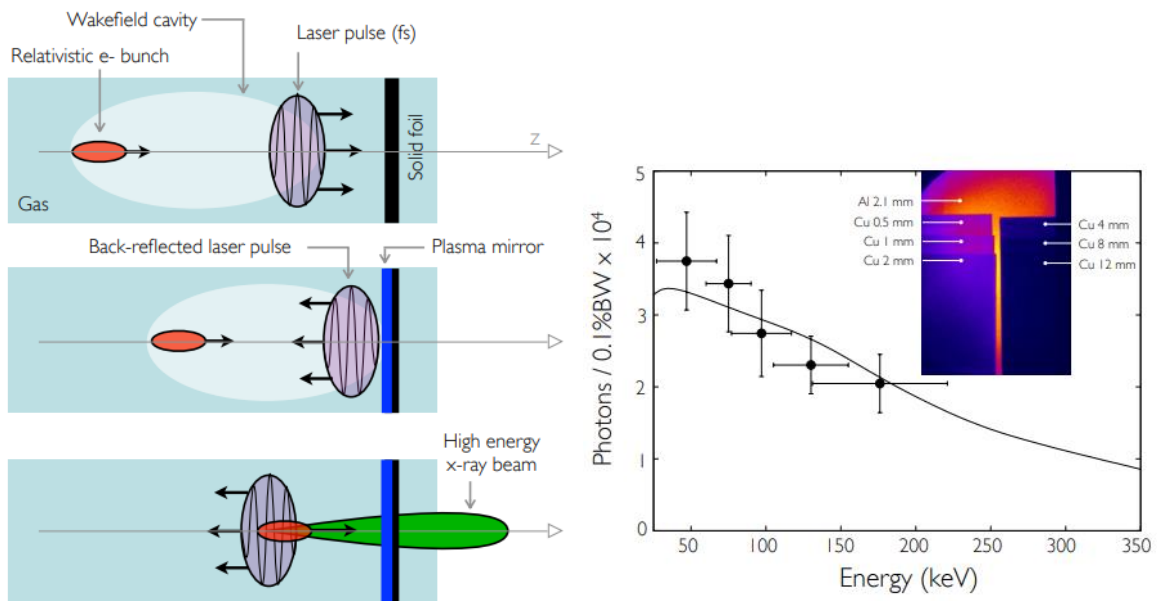 Wakefield cavity
Laser pulse (fs)
Relativistic e- bunch
Solid foil
z
Gas
Back-reflected laser pulse
Plasma mirror
High energy
x-ray beam
Photons / 0.1%BW x 10⁴
5
4
3
2
1
0
50
100
150
200
250
300
350
Energy (keV)
Al 2.1 mm
Cu 0.5 mm
Cu 1 mm
Cu 2 mm
Cu 4 mm
Cu 8 mm
Cu 12 mm